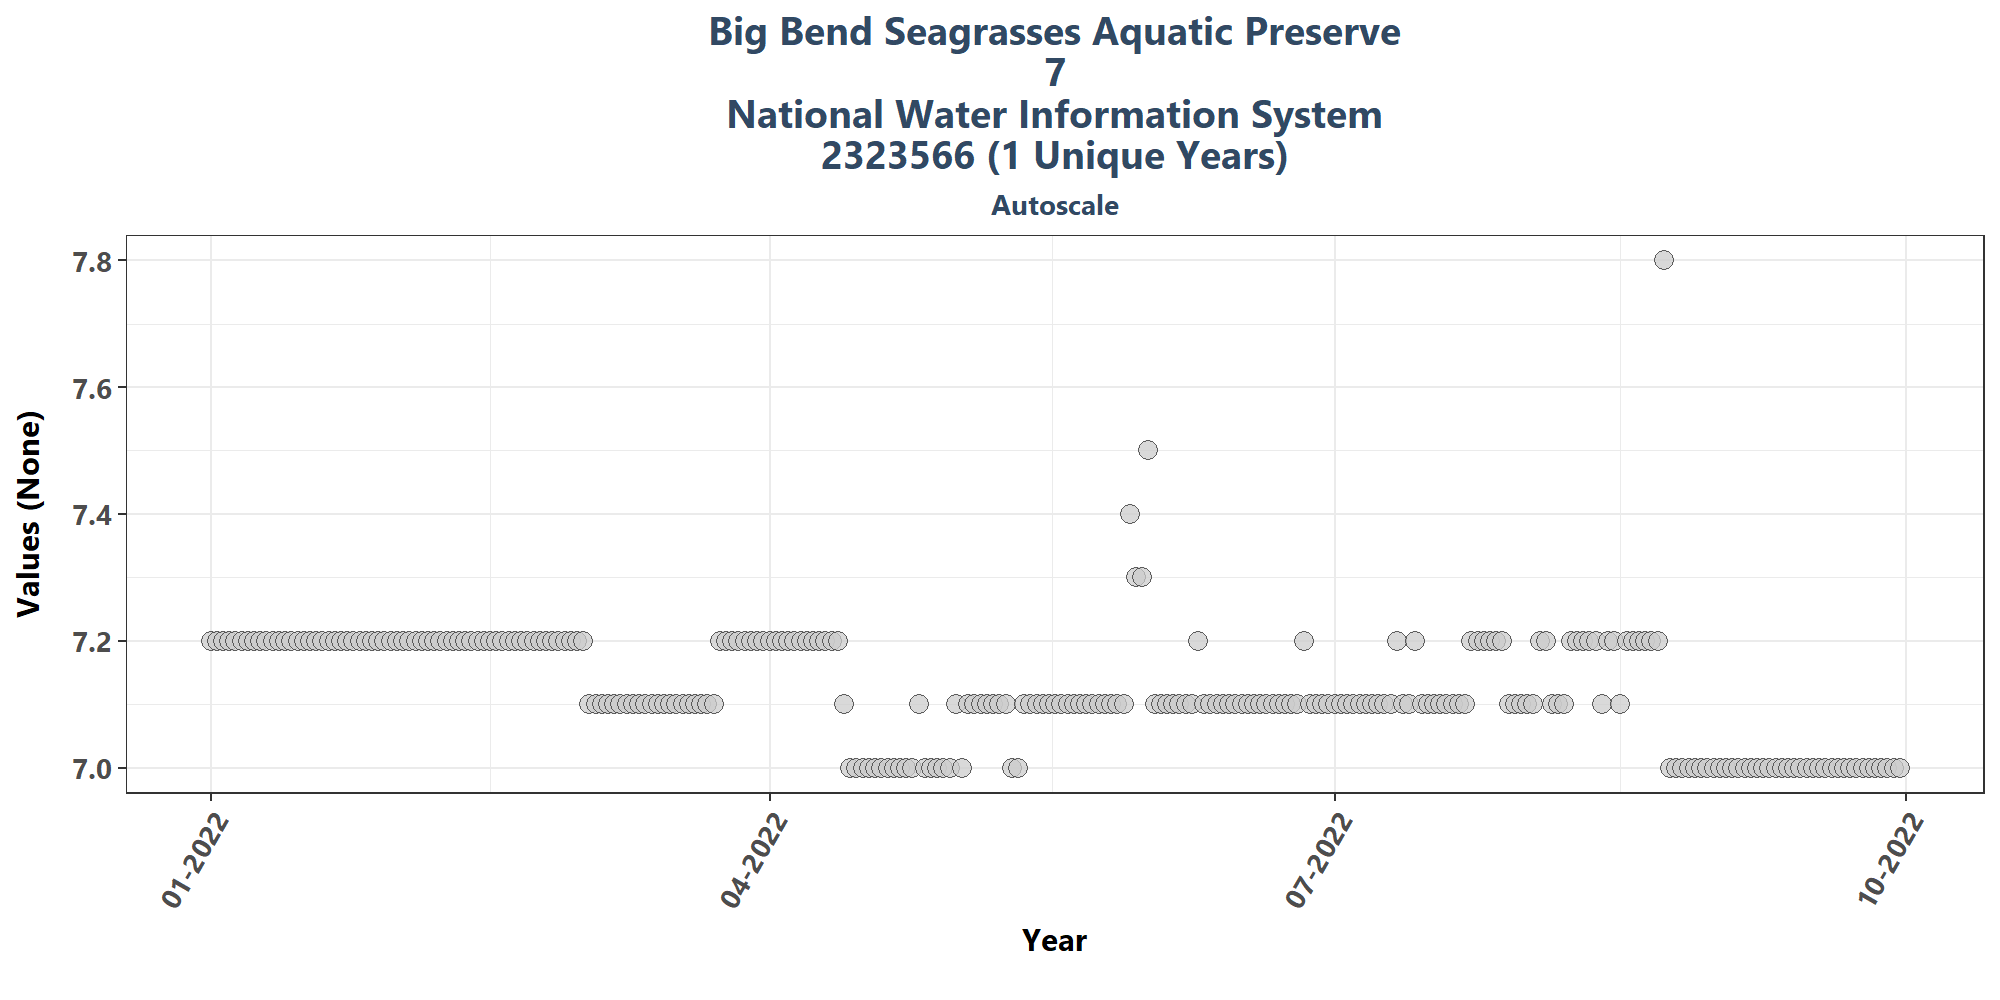 Big Bend Seagrasses Aquatic Preserve
7
National Water Information System
2323566 (1 Unique Years)
Autoscale
Values (None)
7.8
7.6
7.4
7.2
7.0
01-2022
04-2022
07-2022
10-2022
Year